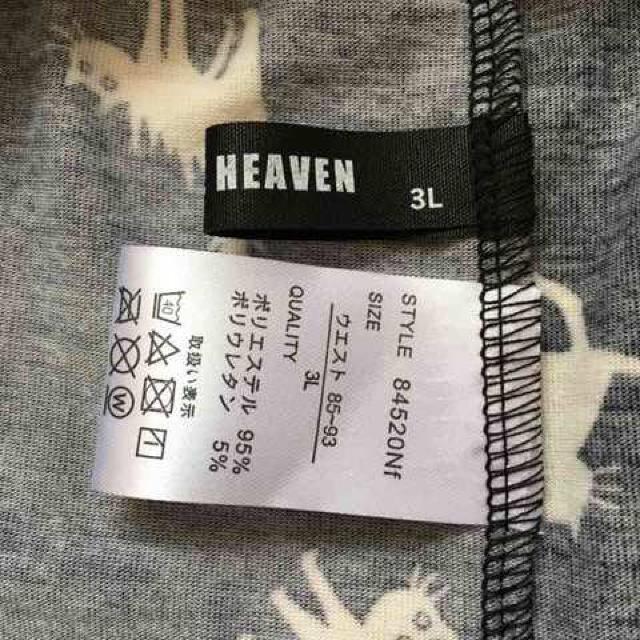 HEAVEN
3L
STYLE 84520Nf
SIZE
ウエスト 85~93
3L
QUALITY
ポリエステル 95%
ポリウレタン 5%
取扱い表示
40
W